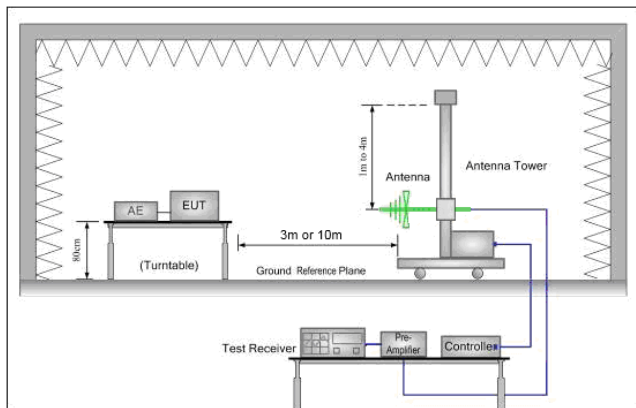 1m to 4m
Antenna
Antenna Tower
AE
EUT
80cm
(Turntable)
3m or 10m
Ground Reference Plane
Test Receiver
Pre-
Amplifier
Controller